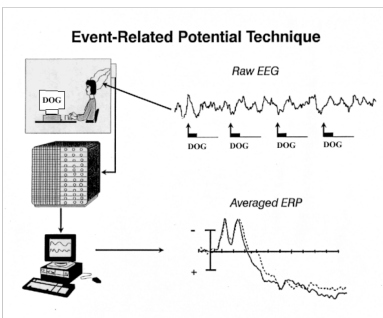 Event-Related Potential Technique
Raw EEG
DOG
DOG DOG DOG DOG
Averaged ERP
-
+